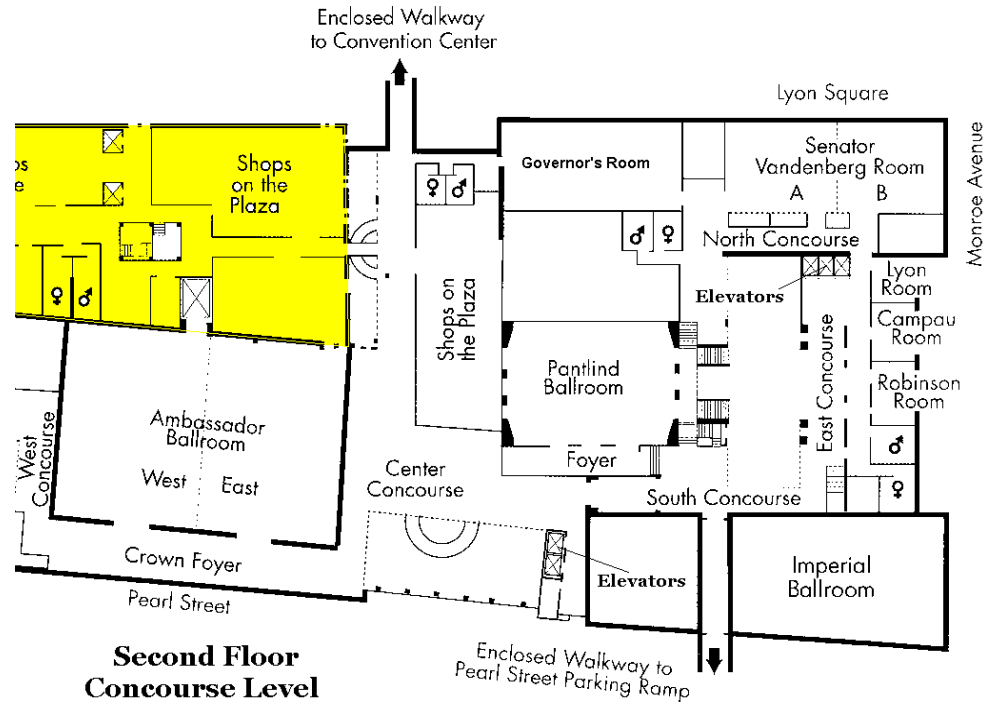 Enclosed Walkway
to Convention Center
Lyon Square
Monroe Avenue
Shops
on the
Plaza
Governor's Room
Senator
Vandenberg Room
A
B
North Concourse
Elevators
Lyon
Room
Campau
Room
Robinson
Room
East Concourse
Shops on
the Plaza
Pantlind
Ballroom
Foyer
South Concourse
Ambassador
Ballroom
West
East
West
Concourse
Center
Concourse
Crown Foyer
Pearl Street
Elevators
Imperial
Ballroom
Enclosed Walkway to
Pearl Street Parking Ramp
Second Floor
Concourse Level